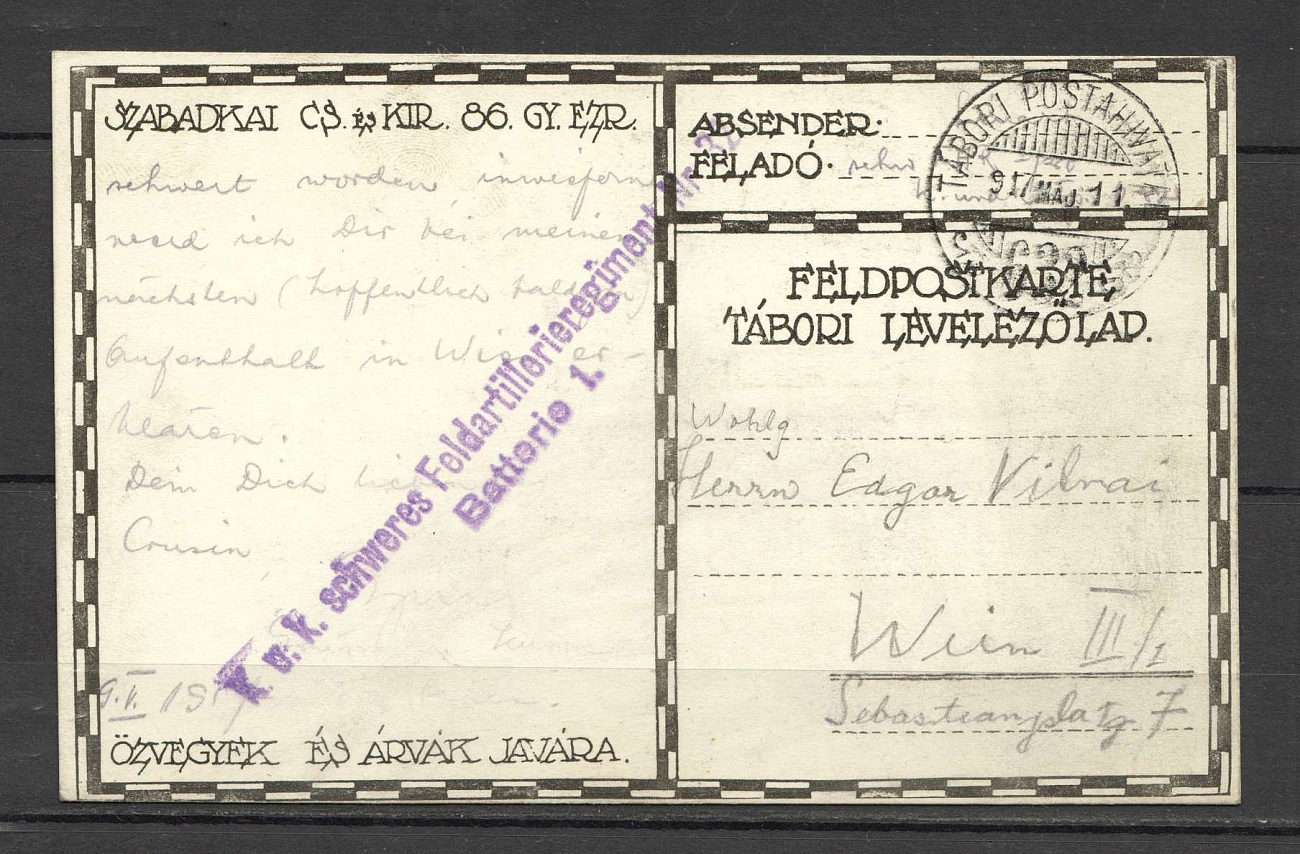 SZABADKAI CS. ÉS KIR. 86. GY. EZR.
schwert worden inwiefern
werd ich Dir bei meinem
nächsten (hoffentlich baldigen)
Aufenthalt in Wien er-
klären.
Dein Dich
Cousin
9.V. 1917
ÖZVEGYEK ÉS ÁRVÁK JAVÁRA.
K. u. k. schweres Feldartillerieregiment Nr.
Batterie 1.
ABSENDER.
FELADÓ.
TÁBORI POSTAHIVATAL
917 MÁJ. 11.
FELDPOSTKARTE
TÁBORI LEVELEZŐLAP.
Wohlg
Herrn Edgar Vilnai
Wien III/1
Sebastianplatz 7